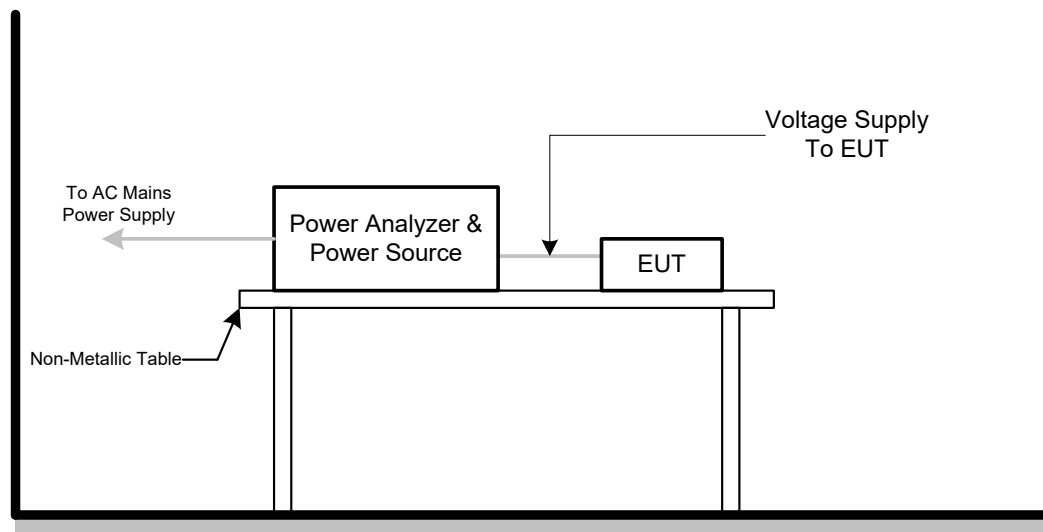 Voltage Supply
To EUT
To AC Mains
Power Supply
Power Analyzer &
Power Source
EUT
Non-Metallic Table